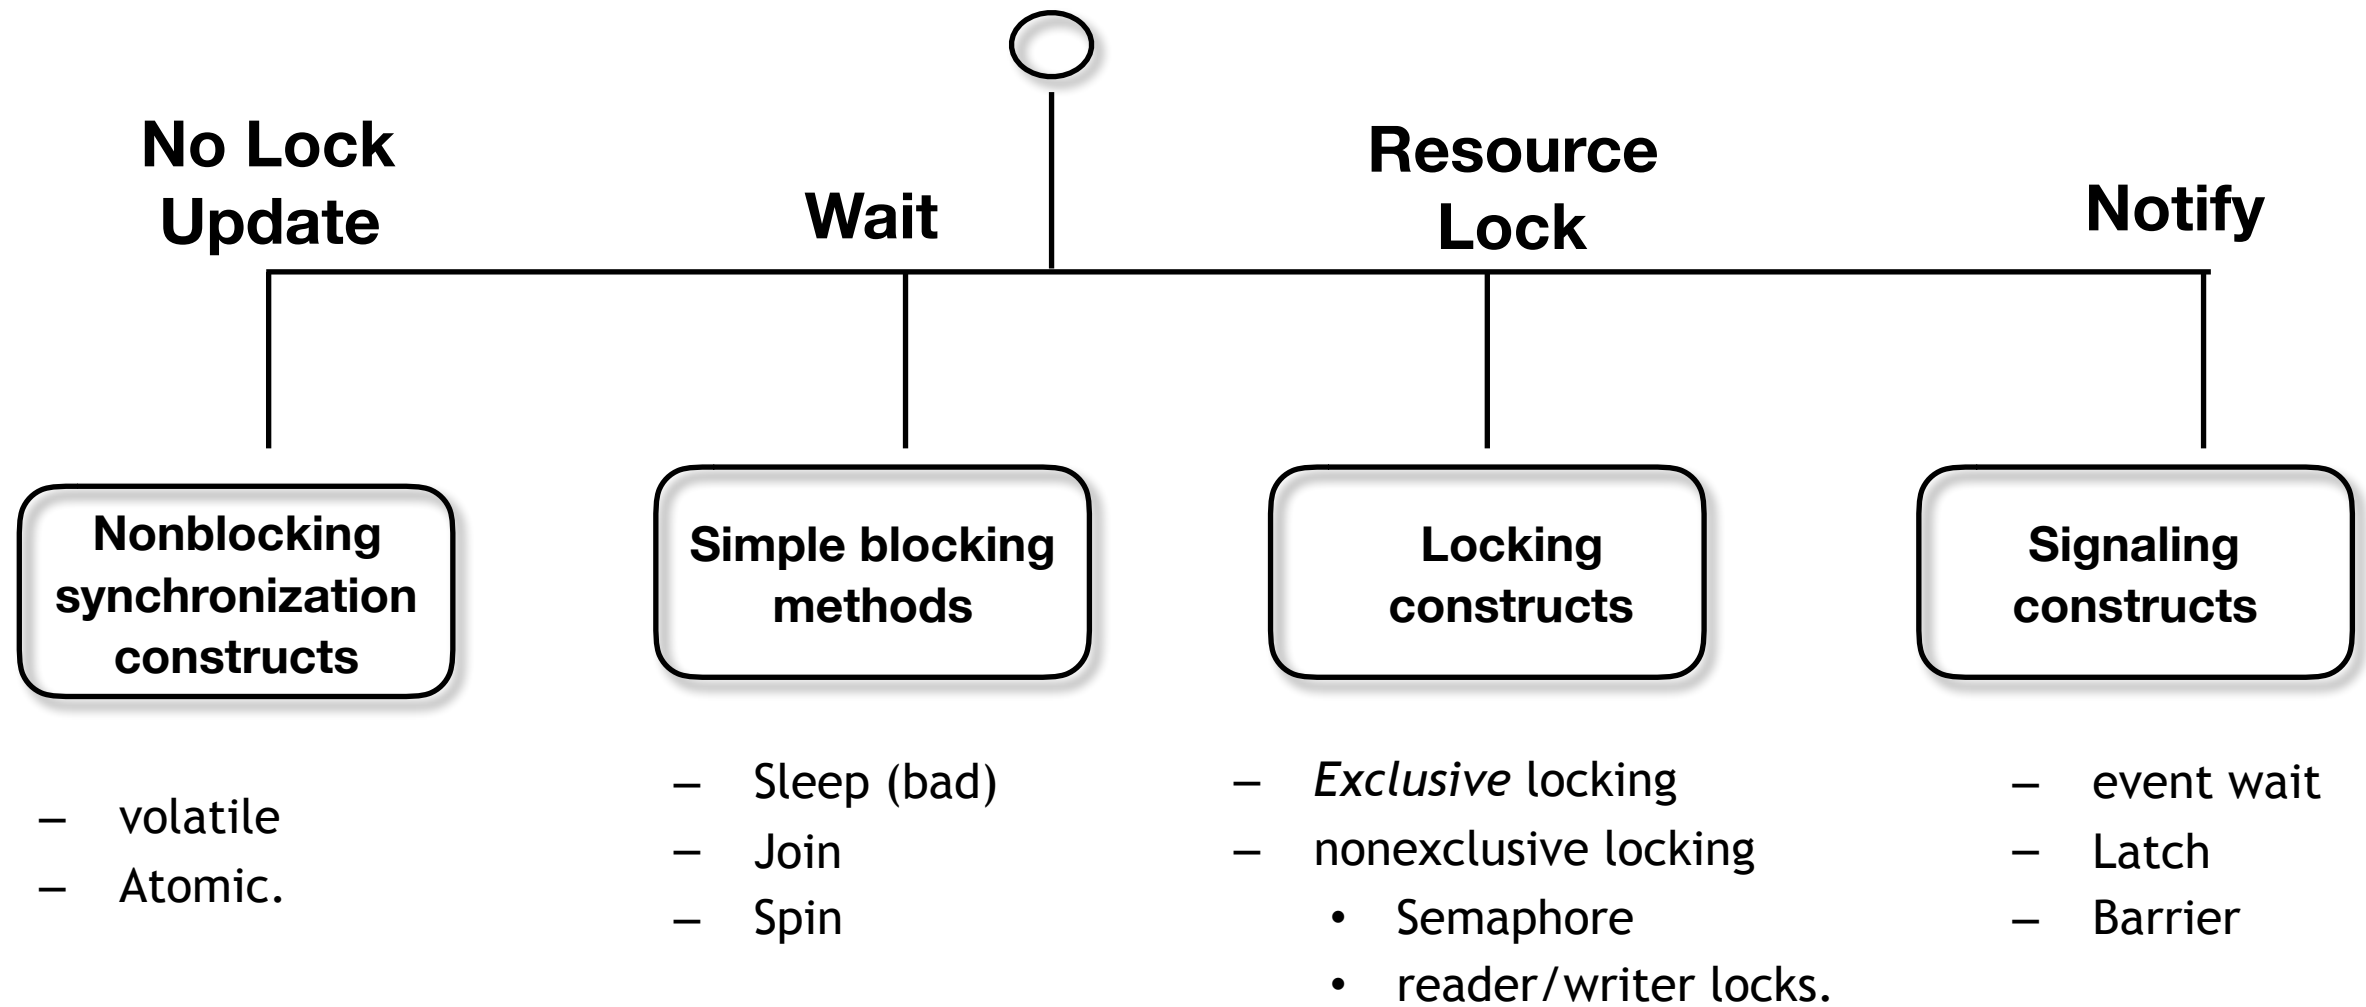 No Lock
Update
Wait
Resource
Lock
Notify
Nonblocking
synchronization
constructs
Simple blocking
methods
Locking
constructs
Signaling
constructs
– volatile
– Atomic.
– Sleep (bad)
– Join
– Spin
– Exclusive locking
– nonexclusive locking
• Semaphore
• reader/writer locks.
– event wait
– Latch
– Barrier